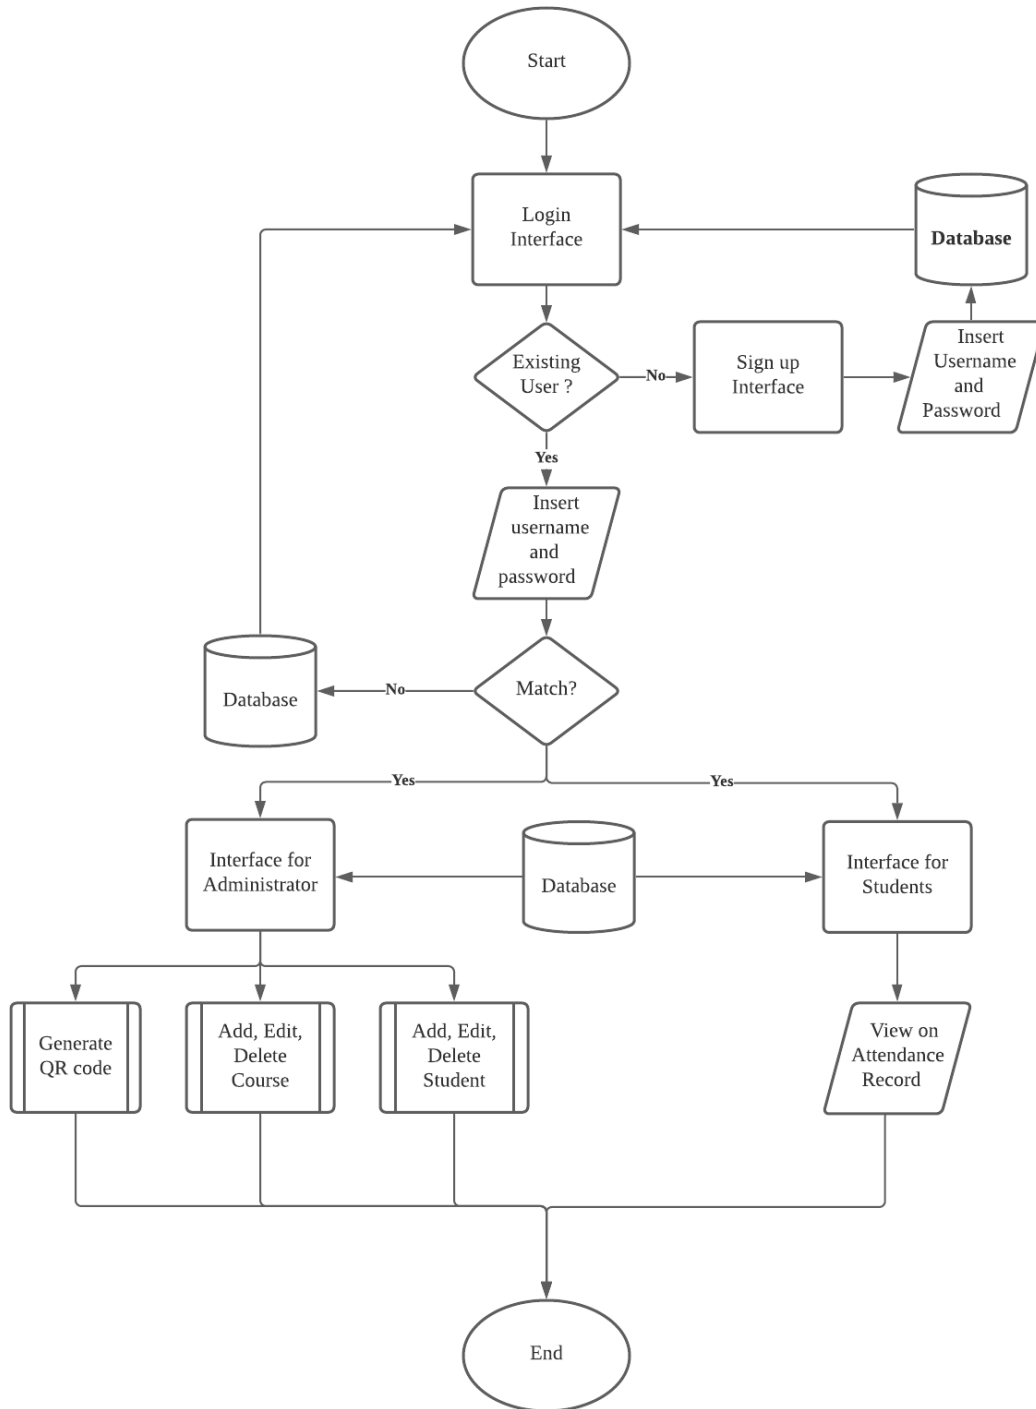 Start
Login
Interface
Database
Existing
User ?
No
Sign up
Interface
Insert
Username
and
Password
Yes
Insert
username
and
password
Match?
No
Database
Yes
Yes
Interface for
Administrator
Database
Interface for
Students
Generate
QR code
Add, Edit,
Delete
Course
Add, Edit,
Delete
Student
View on
Attendance
Record
End